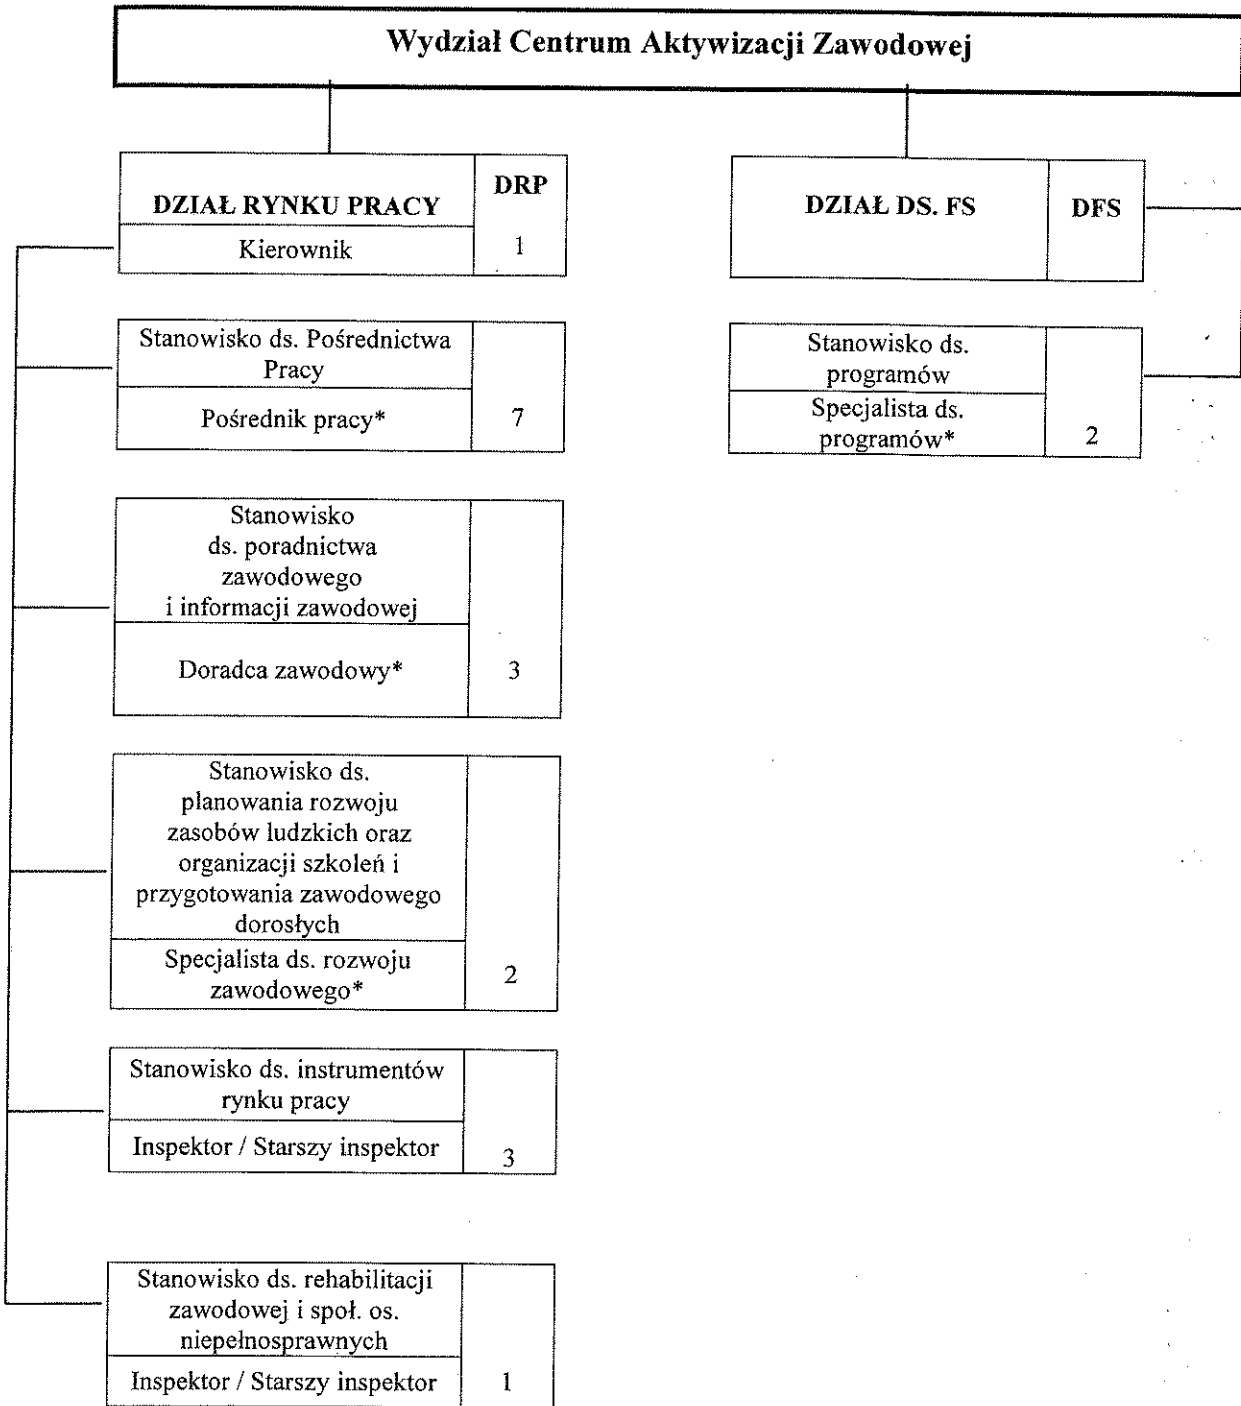 Wydział Centrum Aktywizacji Zawodowej
DZIAŁ RYNKU PRACY
DRP
Kierownik
1
Stanowisko ds. Pośrednictwa
Pracy
Pośrednik pracy*
7
Stanowisko
ds. poradnictwa
zawodowego
i informacji zawodowej
Doradca zawodowy*
3
Stanowisko ds.
planowania rozwoju
zasobów ludzkich oraz
organizacji szkoleń i
przygotowania zawodowego
dorosłych
Specjalista ds. rozwoju
zawodowego*
2
Stanowisko ds. instrumentów
rynku pracy
Inspektor / Starszy inspektor
3
Stanowisko ds. rehabilitacji
zawodowej i społ. os.
niepełnosprawnych
Inspektor / Starszy inspektor
1
DZIAŁ DS. FS
DFS
Stanowisko ds.
programów
Specjalista ds.
programów*
2